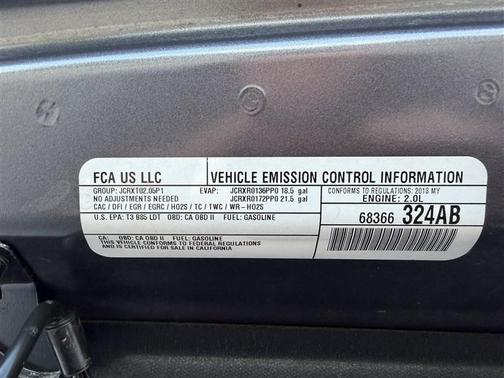 FCA US LLC
VEHICLE EMISSION CONTROL INFORMATION
GROUP: JCRXT02.05P1 EVAP: JCRXR0136PP0 18.5 gal
NO ADJUSTMENTS NEEDED JCRXR0172PP0 21.5 gal
CAC / DFI / EGR / EGRC / HO2S / TC / TWC / WR-HO2S
CONFORMS TO REGULATIONS: 2018 MY
ENGINE: 2.0L
U.S. EPA: T3 B85 LDT OBD: CA OBD II FUEL: GASOLINE
68366 324AB
CA: OBD: CA OBD II FUEL: GASOLINE
THIS VEHICLE CONFORMS TO FEDERAL REGULATIONS
AND IS CERTIFIED FOR SALE IN CALIFORNIA